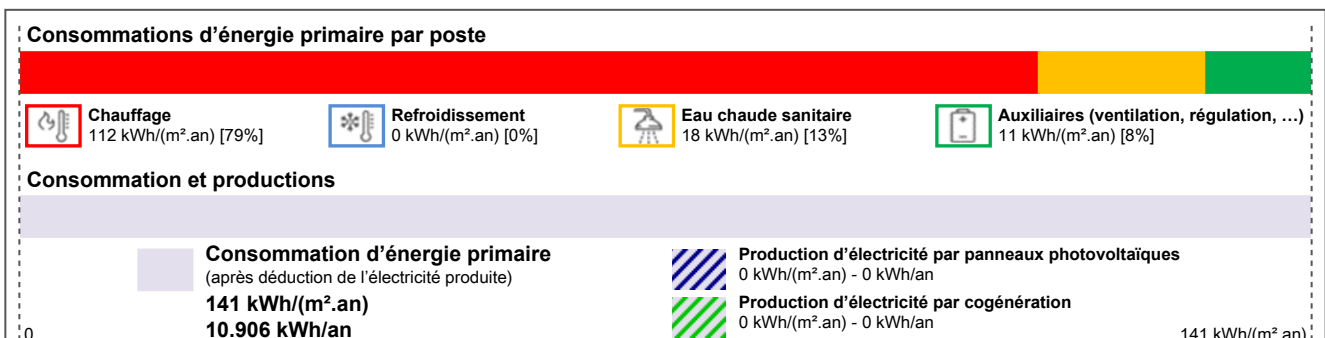 Consommations d’énergie primaire par poste
Chauffage
112 kWh/(m².an) [79%]
Refroidissement
0 kWh/(m².an) [0%]
Eau chaude sanitaire
18 kWh/(m².an) [13%]
Auxiliaires (ventilation, régulation, …)
11 kWh/(m².an) [8%]
Consommation et productions
Consommation d’énergie primaire
(après déduction de l’électricité produite)
141 kWh/(m².an)
10.906 kWh/an
Production d’électricité par panneaux photovoltaïques
0 kWh/(m².an) - 0 kWh/an
Production d’électricité par cogénération
0 kWh/(m².an) - 0 kWh/an
0
141 kWh/(m².an)